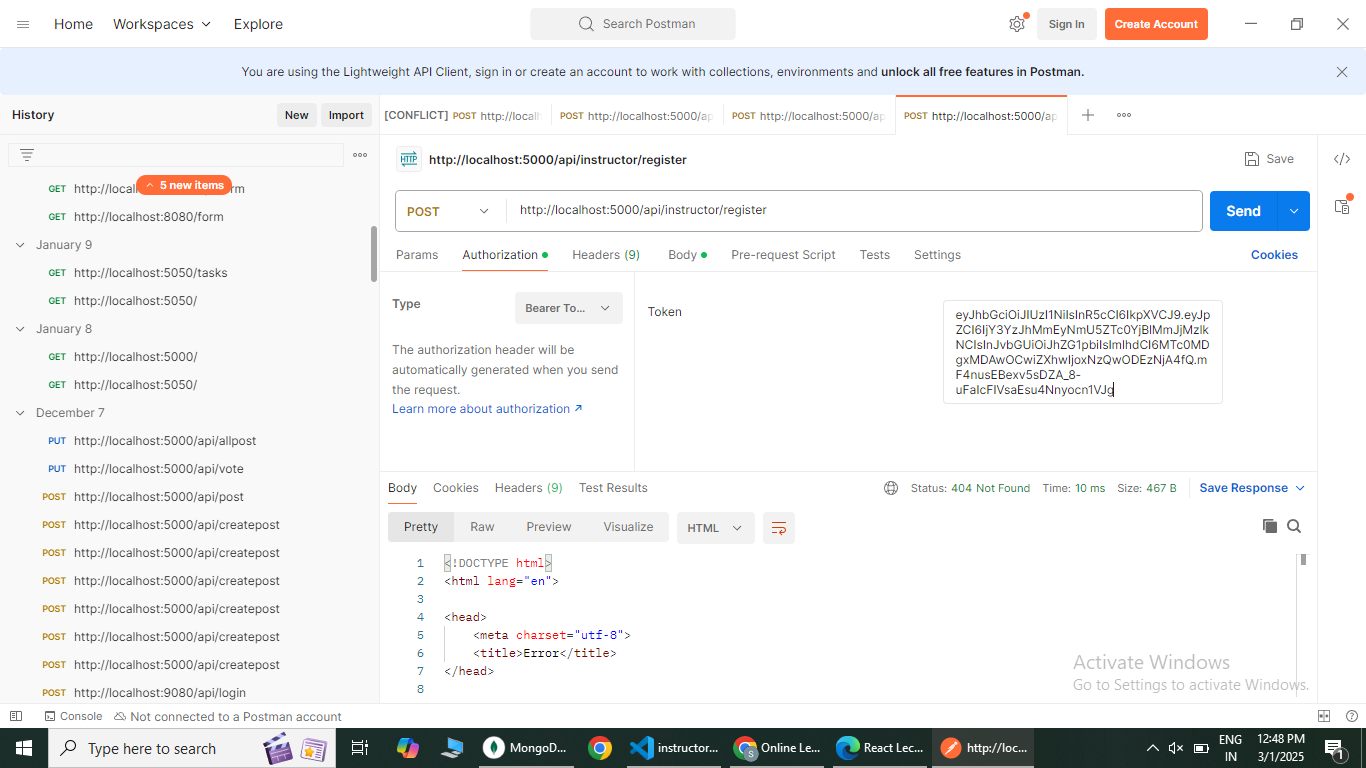 Home Workspaces Explore Search Postman Sign In Create Account
You are using the Lightweight API Client, sign in or create an account to work with collections, environments and unlock all free features in Postman.
History New Import
5 new items
GET http://local rm
GET http://localhost:8080/form
January 9
GET http://localhost:5050/tasks
GET http://localhost:5050/
January 8
GET http://localhost:5000/
GET http://localhost:5050/
December 7
PUT http://localhost:5000/api/allpost
PUT http://localhost:5000/api/vote
POST http://localhost:5000/api/post
POST http://localhost:5000/api/createpost
POST http://localhost:5000/api/createpost
POST http://localhost:5000/api/createpost
POST http://localhost:5000/api/createpost
POST http://localhost:5000/api/createpost
POST http://localhost:5000/api/createpost
POST http://localhost:9080/api/login
[CONFLICT] POST http://localh POST http://localhost:5000/ap POST http://localhost:5000/ap POST http://localhost:5000/ap
HTTP http://localhost:5000/api/instructor/register Save
POST http://localhost:5000/api/instructor/register Send
Params Authorization Headers (9) Body Pre-request Script Tests Settings Cookies
Type Bearer To...
The authorization header will be
automatically generated when you send
the request.
Learn more about authorization ↗
Token
eyJhbGciOiJIUzI1NiIsInR5cCI6IkpXVCJ9.eyJp
ZCI6IjY3YzJhMmEyNmU5ZTc0YjBlMmJjMzlk
NCIsInJvbGUiOiJhZG1pbiIsImlhdCI6MTc0MD
gxMDAwOCwiZXhwIjoxNzQwODEzNjA4fQ.m
F4nusEBexv5sDZA_8-
uFaIcFIVsaEsu4Nnyocn1VJg
Body Cookies Headers (9) Test Results Status: 404 Not Found Time: 10 ms Size: 467 B Save Response
Pretty Raw Preview Visualize HTML
1 <!DOCTYPE html>
2 <html lang="en">
3
4 <head>
5 <meta charset="utf-8">
6 <title>Error</title>
7 </head>
8
Activate Windows
Go to Settings to activate Windows.
Console Not connected to a Postman account
Type here to search MongoD... instructor... Online Le... React Lec... http://loc... ENG IN 12:48 PM 3/1/2025 1